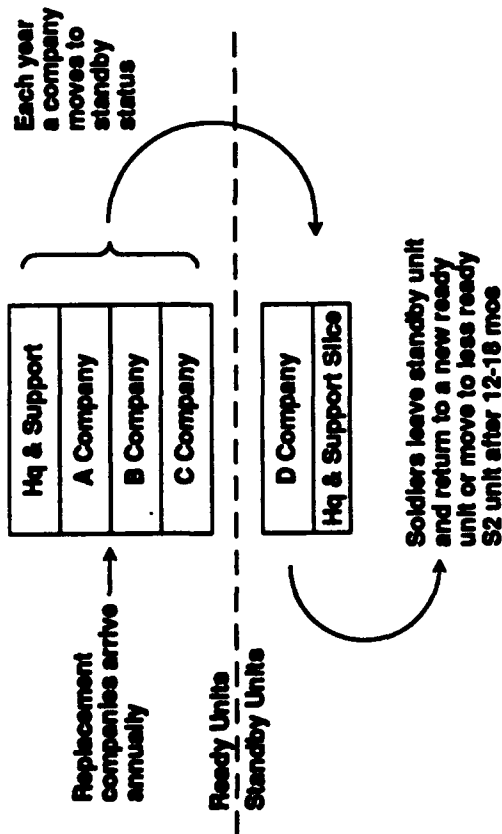 Each year
a company
moves to
standby
status
Hq & Support
A Company
B Company
C Company
Replacement
companies arrive
annually
Ready Units
Standby Units
D Company
Hq & Support Slice
Soldiers leave standby unit
and return to a new ready
unit or move to less ready
S2 unit after 12-18 mos